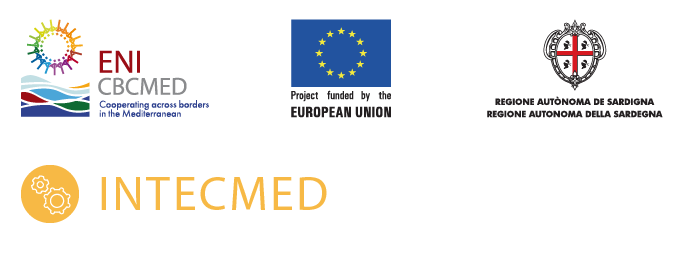 ENI
CBCMED
Cooperating across borders
in the Mediterranean
Project funded by the
EUROPEAN UNION
REGIONE AUTÒNOMA DE SARDIGNA
REGIONE AUTONOMA DELLA SARDEGNA
INTECMED